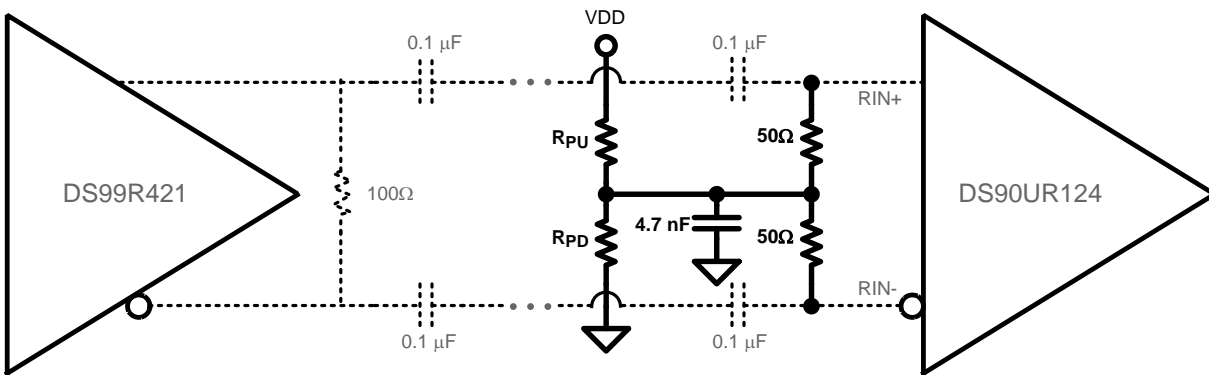 VDD
0.1 µF
0.1 µF
RIN+
RPU
50Ω
DS99R421
100Ω
DS90UR124
4.7 nF
RPD
50Ω
RIN-
0.1 µF
0.1 µF